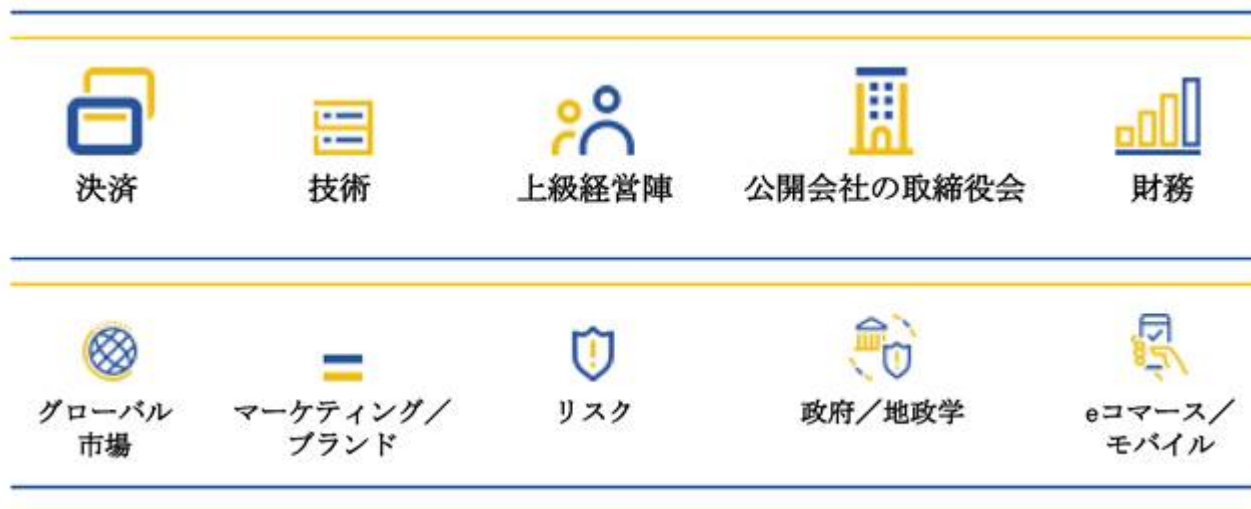 決済
技術
上級経営陣
公開会社の取締役会
財務
グローバル
市場
マーケティング／
ブランド
リスク
政府／地政学
eコマース／
モバイル